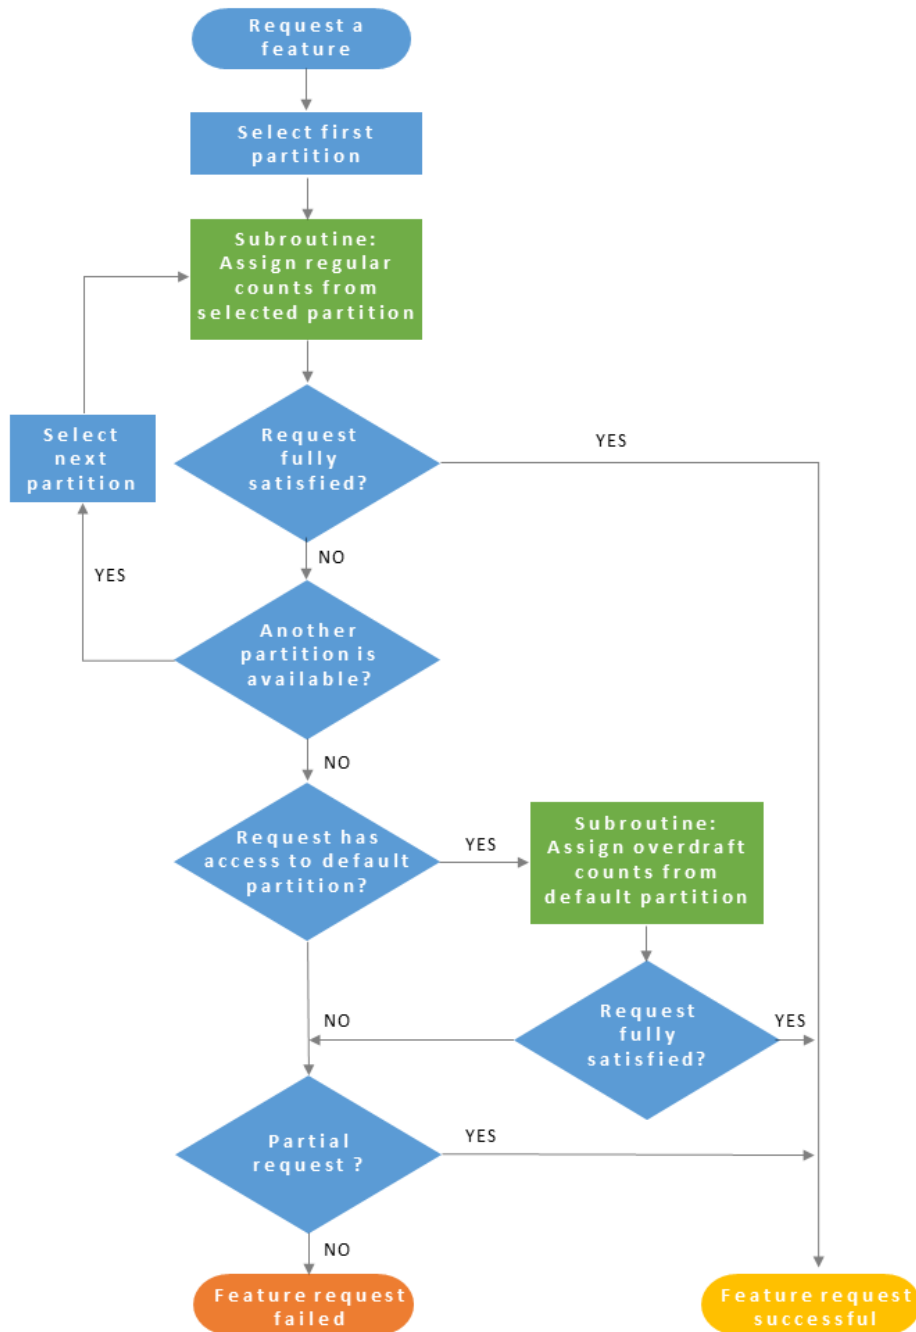 Request a
feature
Select first
partition
Subroutine:
Assign regular
counts from
selected partition
Select
next
partition
Request
fully
satisfied?
YES
NO
YES
Another
partition is
available?
NO
Request has
access to default
partition?
YES
Subroutine:
Assign overdraft
counts from
default partition
NO
Request
fully
satisfied?
YES
Partial
request ?
YES
NO
Feature request
failed
Feature request
successful